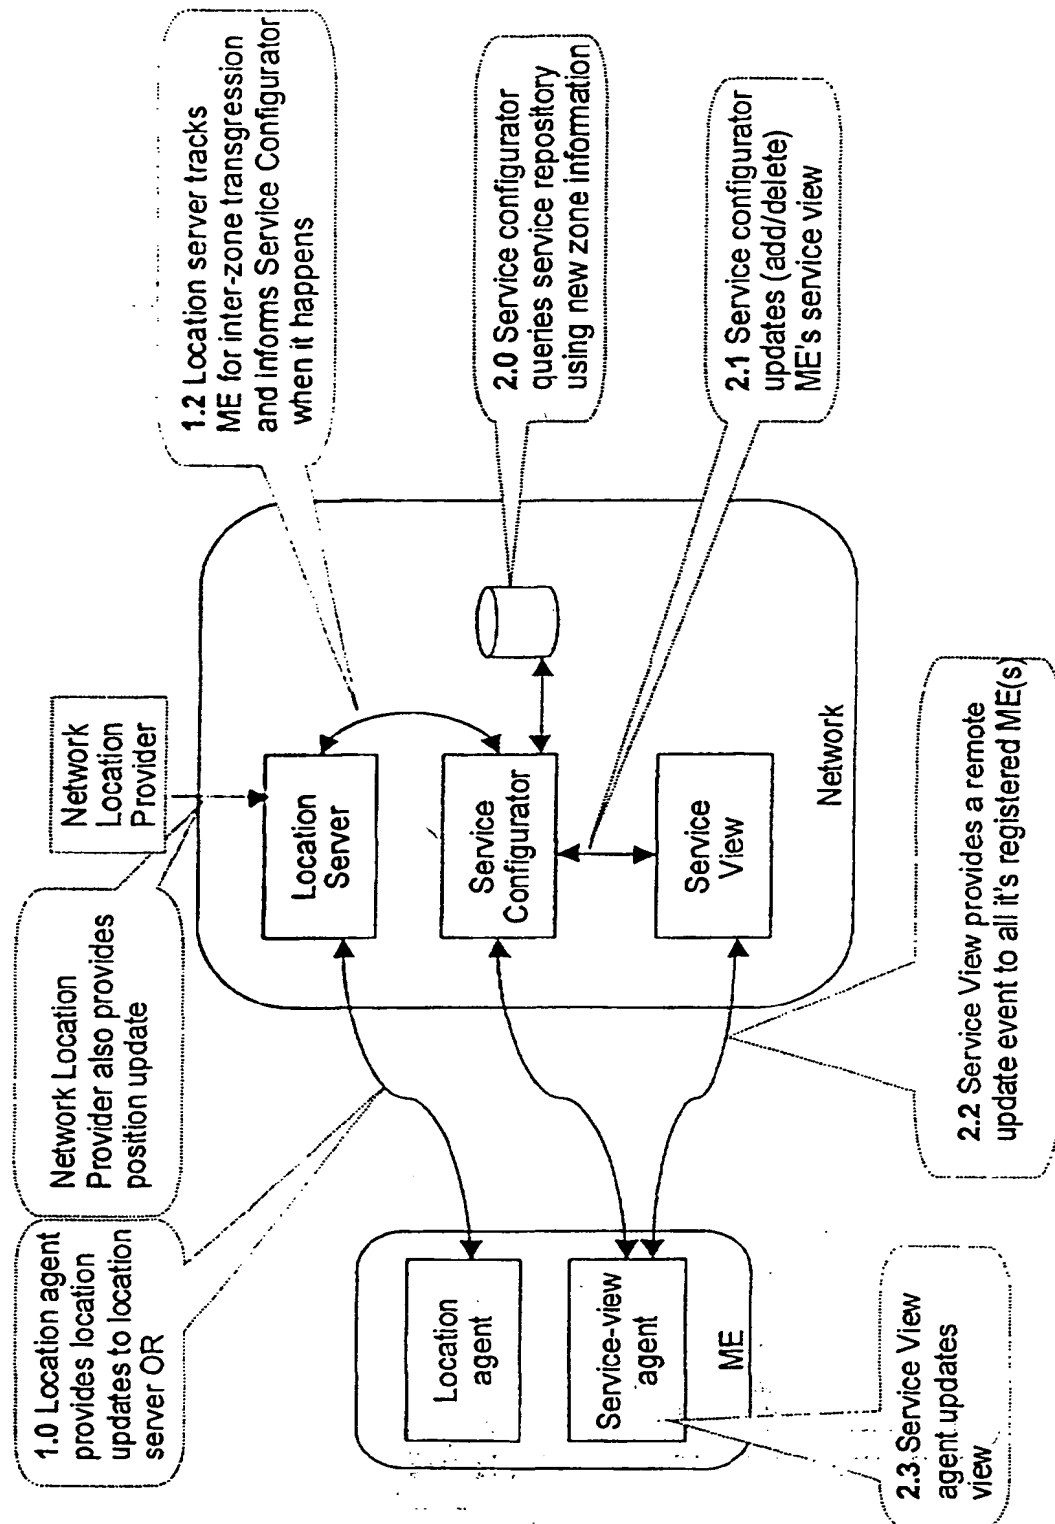 1.0 Location agent
provides location
updates to location
server OR
Network Location
Provider also provides
position update
Network
Location
Provider
1.2 Location server tracks
ME for inter-zone transgression
and informs Service Configurator
when it happens
2.0 Service configurator
queries service repository
using new zone information
2.1 Service configurator
updates (add/delete)
ME's service view
Location
Server
Service
Configurator
Service
View
Network
Location
agent
Service-view
agent
ME
2.2 Service View provides a remote
update event to all it's registered ME(s)
2.3 Service View
agent updates
view